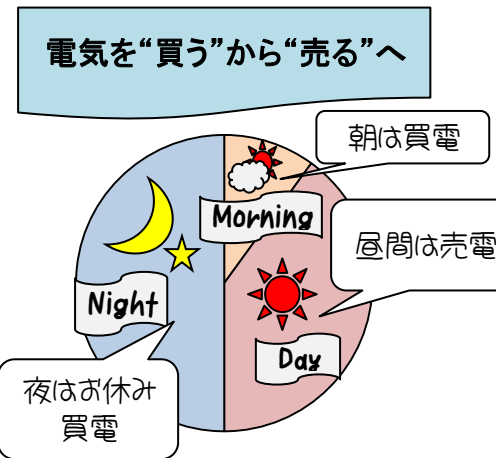 電気を“買う”から“売る”へ
朝は買電
Morning
昼間は売電
Night
Day
夜はお休み
買電